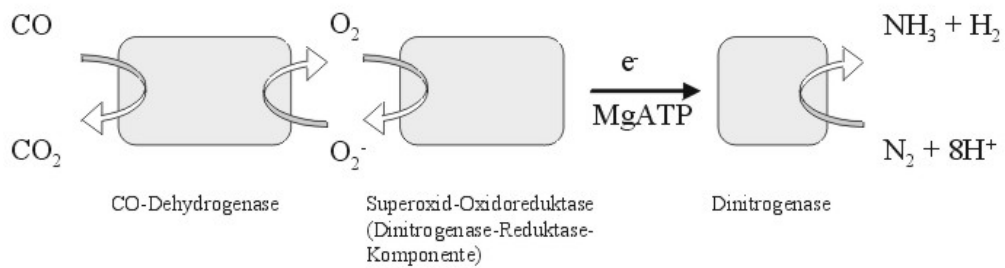 CO
O₂
NH₃ + H₂
e⁻
MgATP
CO₂
O₂⁻
N₂ + 8H⁺
CO-Dehydrogenase
Superoxid-Oxidoreduktase
(Dinitrogenase-Reduktase-
Komponente)
Dinitrogenase